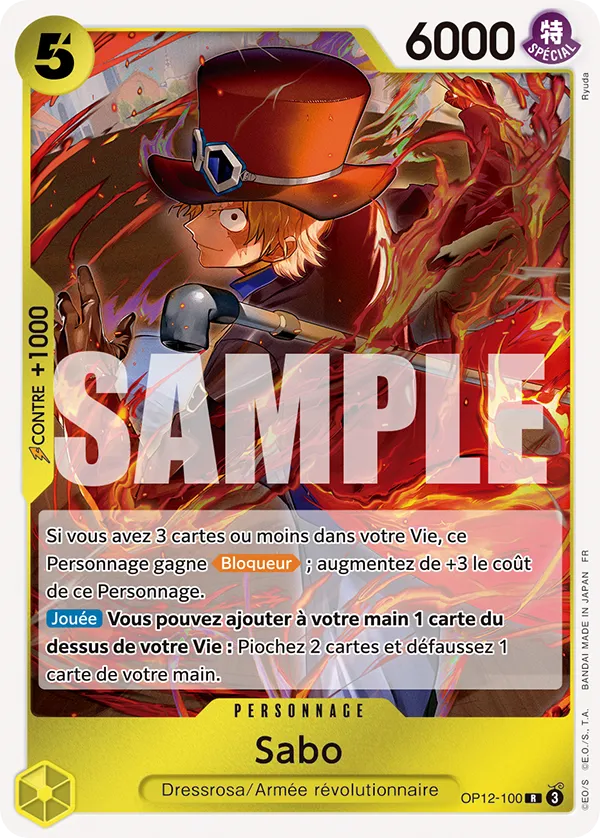 5
6000
特
SPÉCIAL
Ryuda
CONTRE +1000
SAMPLE
Si vous avez 3 cartes ou moins dans votre Vie, ce
Personnage gagne Bloqueur ; augmentez de +3 le coût
de ce Personnage.
Jouée Vous pouvez ajouter à votre main 1 carte du
dessus de votre Vie : Piochez 2 cartes et défaussez 1
carte de votre main.
PERSONNAGE
Sabo
Dressrosa/Armée révolutionnaire
OP12-100 R 3
©EO/S ©E.O./S., T.A. BANDAI MADE IN JAPAN FR